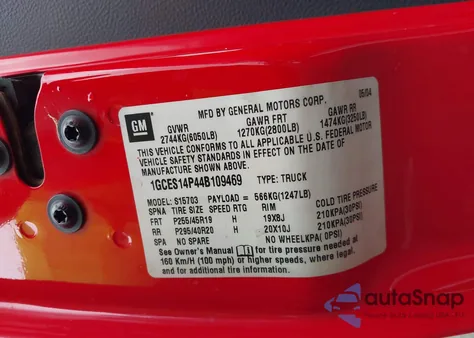 MFD BY GENERAL MOTORS CORP. 05/04
GM
GVWR GAWR FRT GAWR RR
2744KG(6050LB) 1270KG(2800LB) 1474KG(3250LB)
THIS VEHICLE CONFORMS TO ALL APPLICABLE U.S. FEDERAL MOTOR
VEHICLE SAFETY STANDARDS IN EFFECT ON THE DATE OF
MANUFACTURE SHOWN ABOVE.
1GCES14P44B109469 TYPE: TRUCK
MODEL: S15703 PAYLOAD = 566KG(1247LB)
SPNA TIRE SIZE SPEED RTG RIM COLD TIRE PRESSURE
FRT P255/45R19 H 19X8J 210KPA(30PSI)
RR P295/40R20 H 20X10J 210KPA(30PSI)
SPA NO SPARE NO WHEELKPA( 0PSI)
See Owner's Manual for tire pressure needed at
160 Km/H (100 mph) or higher speeds, where legal.
and for additional tire information.
autoSnap